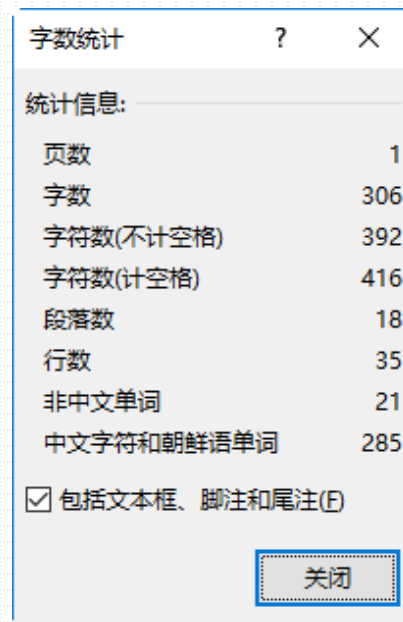 字数统计 ? ×
统计信息:
页数 1
字数 306
字符数(不计空格) 392
字符数(计空格) 416
段落数 18
行数 35
非中文单词 21
中文字符和朝鲜语单词 285
包括文本框、脚注和尾注(F)
关闭